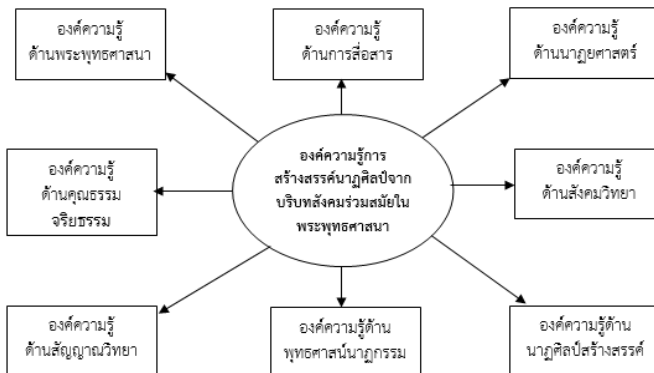 องค์ความรู้
ด้านพระพุทธศาสนา
องค์ความรู้
ด้านการสื่อสาร
องค์ความรู้
ด้านนาฏยศาสตร์
องค์ความรู้
ด้านคุณธรรม
จริยธรรม
องค์ความรู้การ
สร้างสรรค์นาฏศิลป์จาก
บริบทสังคมร่วมสมัยใน
พระพุทธศาสนา
องค์ความรู้
ด้านสังคมวิทยา
องค์ความรู้
ด้านสัญญาณวิทยา
องค์ความรู้ด้าน
พุทธศาสน์นาฏกรรม
องค์ความรู้ด้าน
นาฏศิลป์สร้างสรรค์